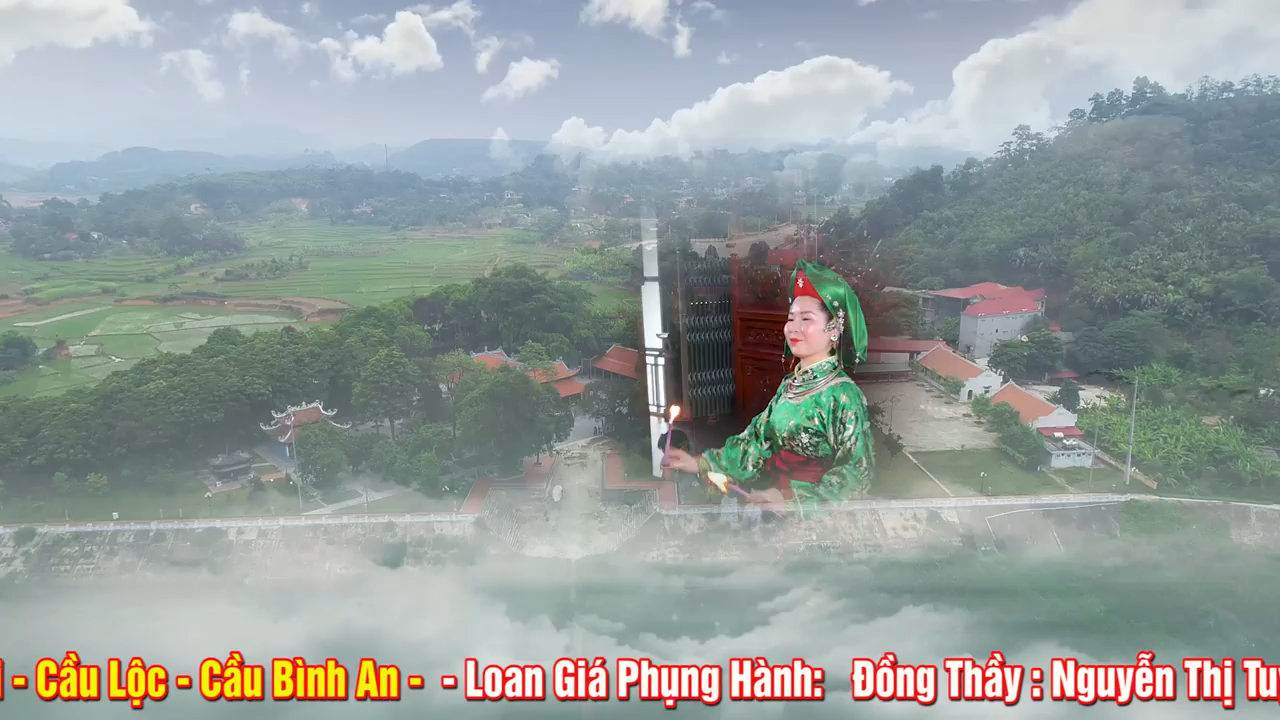 - Cầu Lộc - Cầu Bình An - - Loan Giá Phụng Hành: Đồng Thầy : Nguyễn Thị